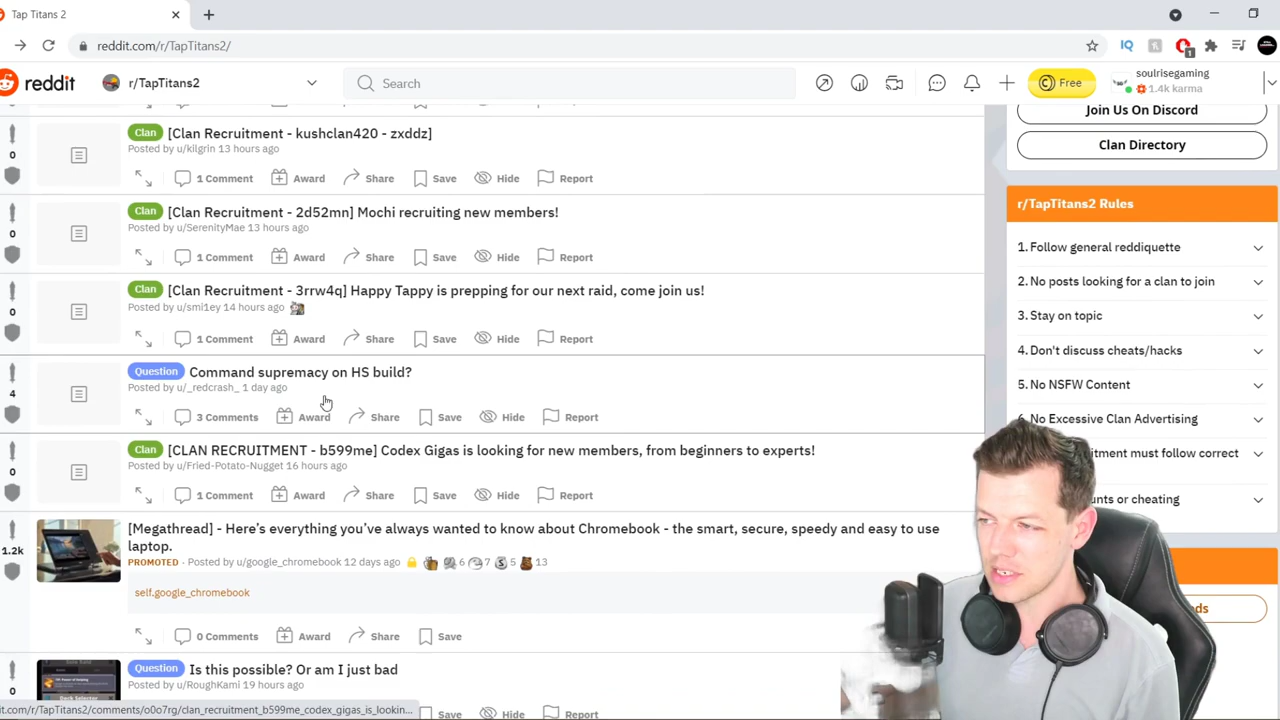 Tap Titans 2
reddit.com/r/TapTitans2/
IQ
1
reddit
r/TapTitans2
Search
Free
soulrisegaming
1.4k karma
0
Clan [Clan Recruitment - kushclan420 - zxddz]
Posted by u/kilgrin 13 hours ago
1 Comment Award Share Save Hide Report
0
Clan [Clan Recruitment - 2d52mn] Mochi recruiting new members!
Posted by u/SerenityMae 13 hours ago
1 Comment Award Share Save Hide Report
0
Clan [Clan Recruitment - 3rrw4q] Happy Tappy is prepping for our next raid, come join us!
Posted by u/smi1ey 14 hours ago
1 Comment Award Share Save Hide Report
4
Question Command supremacy on HS build?
Posted by u/_redcrash_ 1 day ago
3 Comments Award Share Save Hide Report
0
Clan [CLAN RECRUITMENT - b599me] Codex Gigas is looking for new members, from beginners to experts!
Posted by u/Fried-Potato-Nugget 16 hours ago
1 Comment Award Share Save Hide Report
1.2k
[Megathread] - Here's everything you've always wanted to know about Chromebook - the smart, secure, speedy and easy to use
laptop.
PROMOTED · Posted by u/google_chromebook 12 days ago 6 7 5 13
self.google_chromebook
0 Comments Award Share Save
0
Question Is this possible? Or am I just bad
Posted by u/RoughKami 19 hours ago
Save Hide Report
dit.com/r/TapTitans2/comments/o0o7rg/clan_recruitment_b599me_codex_gigas_is_lookin...
Join Us On Discord
Clan Directory
r/TapTitans2 Rules
1. Follow general reddiquette
2. No posts looking for a clan to join
3. Stay on topic
4. Don't discuss cheats/hacks
5. No NSFW Content
6. No Excessive Clan Advertising
itment must follow correct
unts or cheating
ds